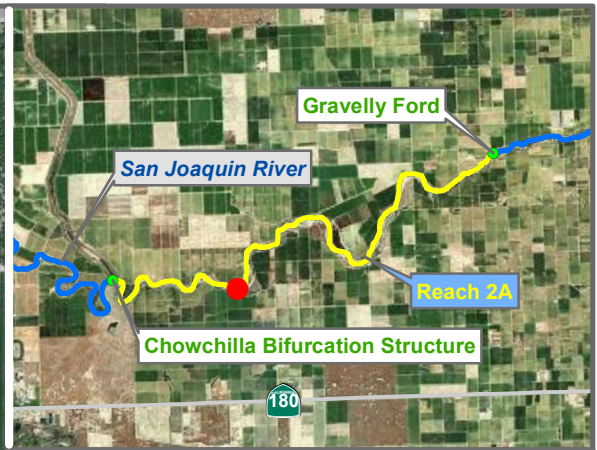 Gravelly Ford
San Joaquin River
Reach 2A
Chowchilla Bifurcation Structure
180